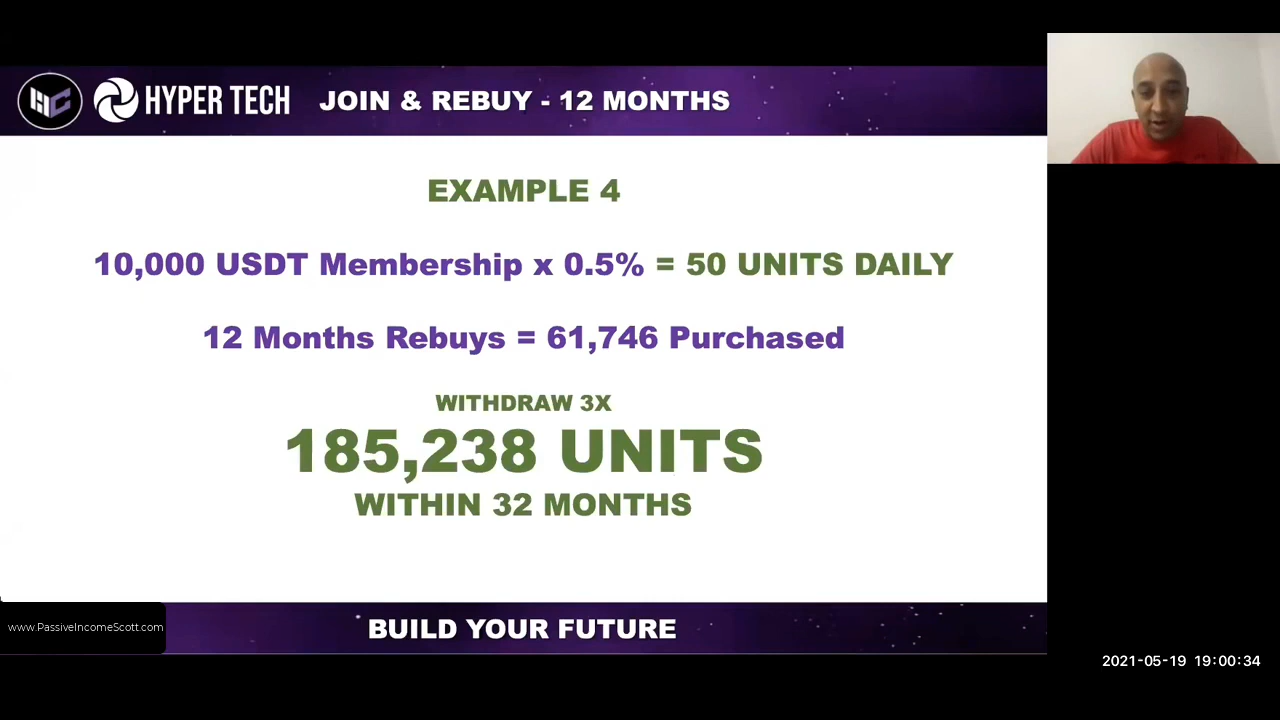 HYPER TECH JOIN & REBUY - 12 MONTHS
EXAMPLE 4
10,000 USDT Membership x 0.5% = 50 UNITS DAILY
12 Months Rebuys = 61,746 Purchased
WITHDRAW 3X
185,238 UNITS
WITHIN 32 MONTHS
www.PassiveIncomeScott.com
BUILD YOUR FUTURE
2021-05-19 19:00:34